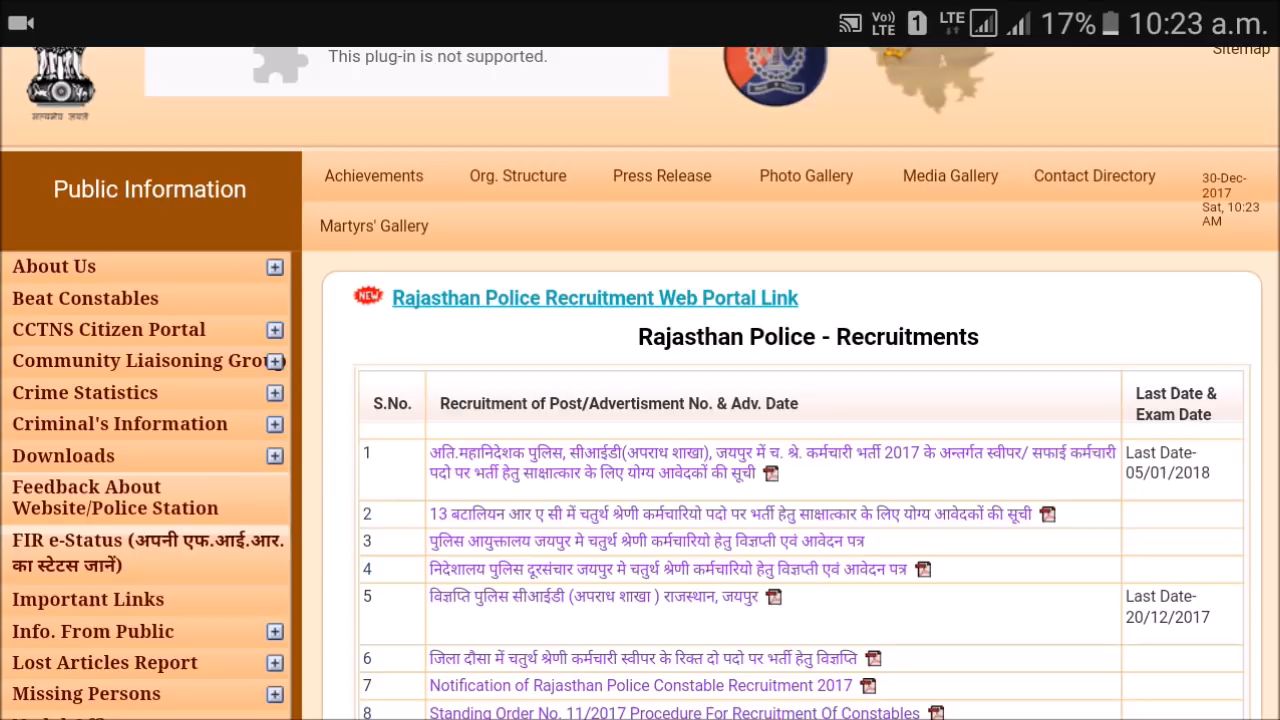 Vo))
LTE
1
LTE
17%
10:23 a.m.
Sitemap
This plug-in is not supported.
सत्यमेव जयते
Public Information
Achievements
Org. Structure
Press Release
Photo Gallery
Media Gallery
Contact Directory
Martyrs' Gallery
30-Dec-
2017
Sat, 10:23
AM
About Us
Beat Constables
CCTNS Citizen Portal
Community Liaisoning Group
Crime Statistics
Criminal's Information
Downloads
Feedback About
Website/Police Station
FIR e-Status (अपनी एफ.आई.आर.
का स्टेटस जानें)
Important Links
Info. From Public
Lost Articles Report
Missing Persons
NEW Rajasthan Police Recruitment Web Portal Link
Rajasthan Police - Recruitments
S.No.
Recruitment of Post/Advertisment No. & Adv. Date
Last Date &
Exam Date
1
अति.महानिदेशक पुलिस, सीआईडी(अपराध शाखा), जयपुर में च. श्रे. कर्मचारी भर्ती 2017 के अन्तर्गत स्वीपर/ सफाई कर्मचारी
पदो पर भर्ती हेतु साक्षात्कार के लिए योग्य आवेदकों की सूची
Last Date-
05/01/2018
2
13 बटालियन आर ए सी में चतुर्थ श्रेणी कर्मचारियो पदो पर भर्ती हेतु साक्षात्कार के लिए योग्य आवेदकों की सूची
3
पुलिस आयुक्तालय जयपुर मे चतुर्थ श्रेणी कर्मचारियो हेतु विज्ञप्ती एवं आवेदन पत्र
4
निदेशालय पुलिस दूरसंचार जयपुर मे चतुर्थ श्रेणी कर्मचारियो हेतु विज्ञप्ती एवं आवेदन पत्र
5
विज्ञप्ति पुलिस सीआईडी (अपराध शाखा ) राजस्थान, जयपुर
Last Date-
20/12/2017
6
जिला दौसा में चतुर्थ श्रेणी कर्मचारी स्वीपर के रिक्त दो पदो पर भर्ती हेतु विज्ञप्ति
7
Notification of Rajasthan Police Constable Recruitment 2017
8
Standing Order No. 11/2017 Procedure For Recruitment Of Constables